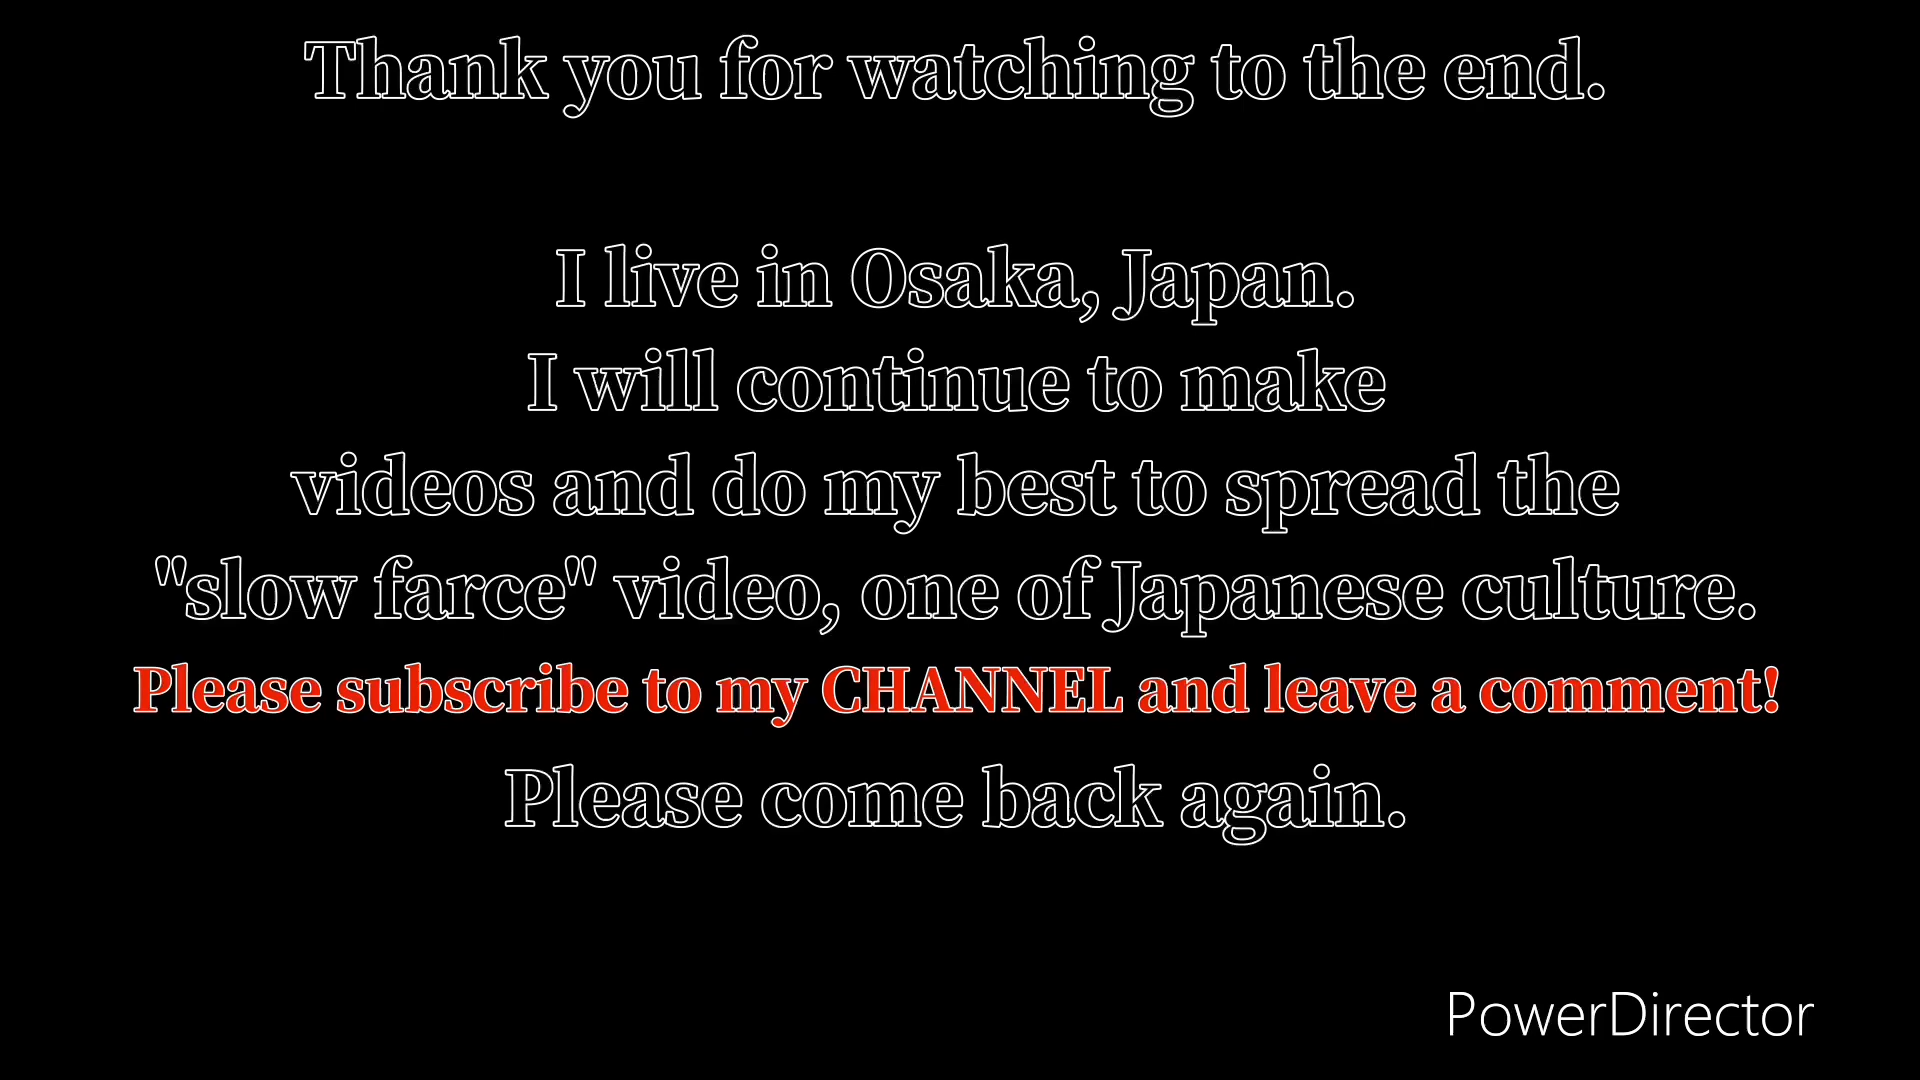 Thank you for watching to the end.
I live in Osaka, Japan.
I will continue to make
videos and do my best to spread the
"slow farce" video, one of Japanese culture.
Please subscribe to my CHANNEL and leave a comment!
Please come back again.
PowerDirector